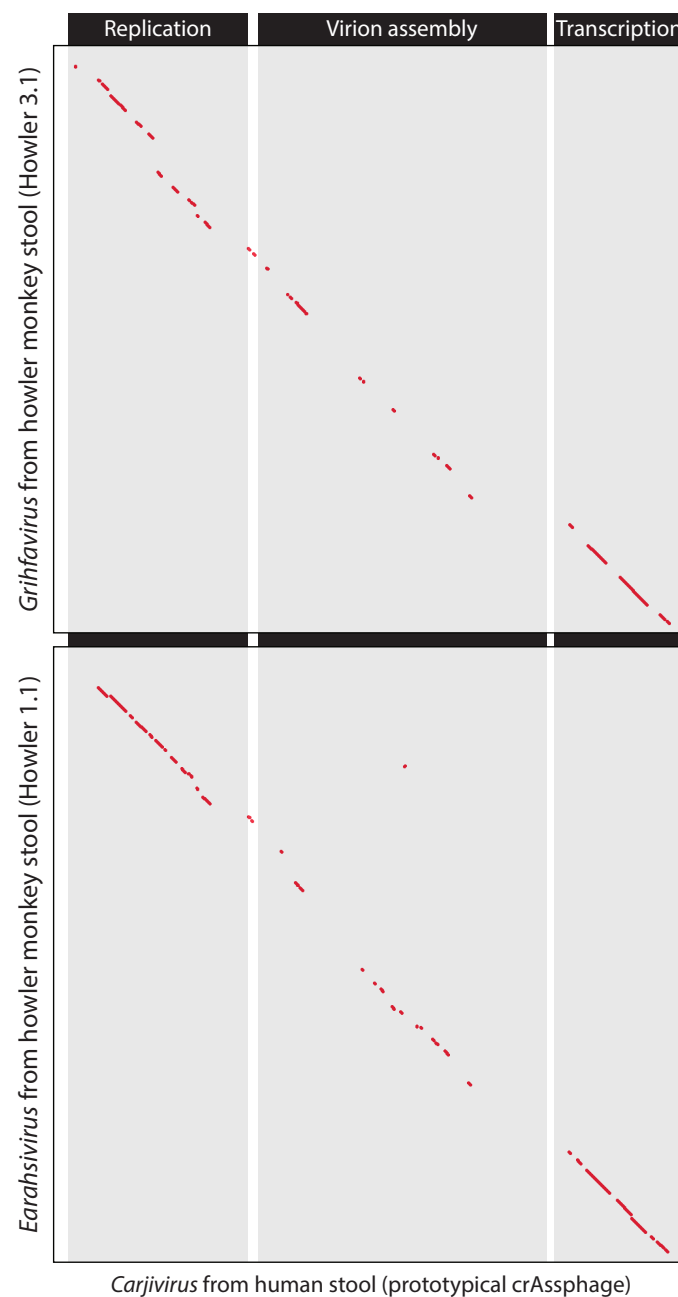 Replication
Virion assembly
Transcription
Grihfavirus from howler monkey stool (Howler 3.1)
Earahsivirus from howler monkey stool (Howler 1.1)
Carjivirus from human stool (prototypical crAssphage)